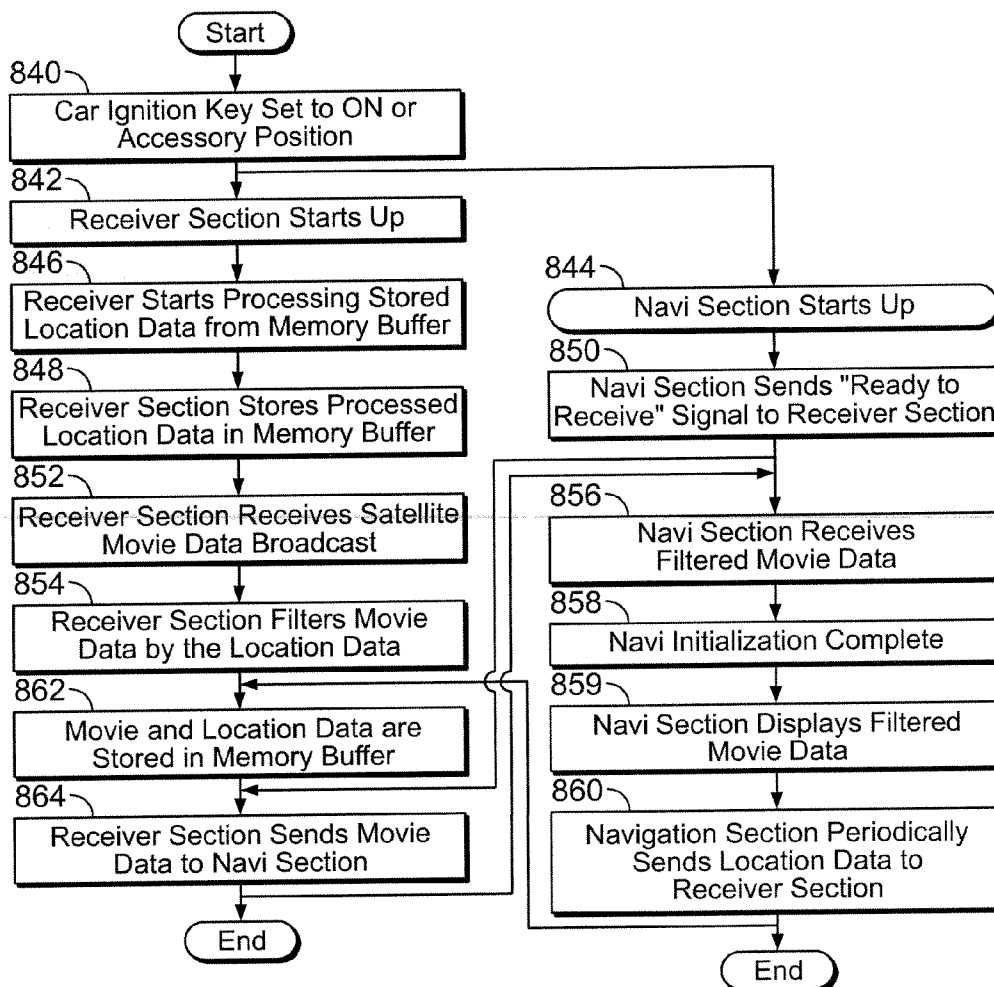 Start
840
Car Ignition Key Set to ON or
Accessory Position
842
Receiver Section Starts Up
846
Receiver Starts Processing Stored
Location Data from Memory Buffer
848
Receiver Section Stores Processed
Location Data in Memory Buffer
852
Receiver Section Receives Satellite
Movie Data Broadcast
854
Receiver Section Filters Movie
Data by the Location Data
862
Movie and Location Data are
Stored in Memory Buffer
864
Receiver Section Sends Movie
Data to Navi Section
End
844
Navi Section Starts Up
850
Navi Section Sends "Ready to
Receive" Signal to Receiver Section
856
Navi Section Receives
Filtered Movie Data
858
Navi Initialization Complete
859
Navi Section Displays Filtered
Movie Data
860
Navigation Section Periodically
Sends Location Data to
Receiver Section
End